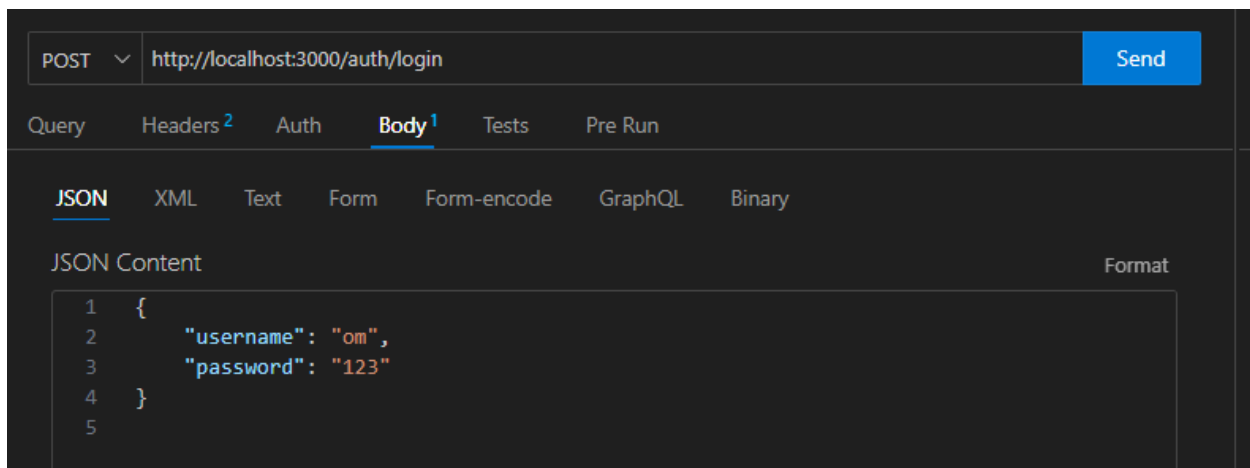 POST http://localhost:3000/auth/login Send
Query Headers 2 Auth Body 1 Tests Pre Run
JSON XML Text Form Form-encode GraphQL Binary
JSON Content Format
1 {
2 "username": "om",
3 "password": "123"
4 }
5